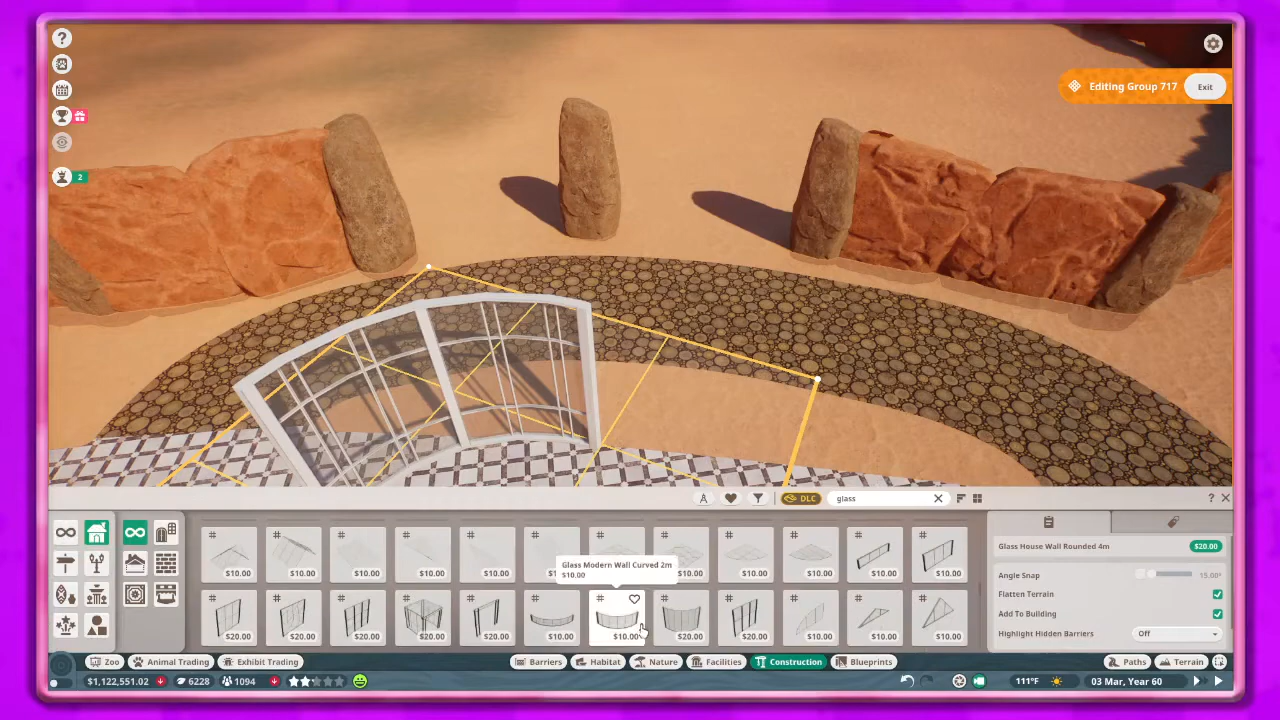 ?
Editing Group 717
Exit
2
DLC
glass
?
$10.00 $10.00 $10.00 $10.00 $10.00 $10.00 $10.00 $10.00 $10.00 $10.00
Glass Modern Wall Curved 2m
$10.00
$20.00 $20.00 $20.00 $20.00 $20.00 $10.00 $10.00 $20.00 $20.00 $10.00 $10.00 $10.00
Glass House Wall Rounded 4m
$20.00
Angle Snap
15.00°
Flatten Terrain
Add To Building
Highlight Hidden Barriers
Off
Zoo
Animal Trading
Exhibit Trading
Barriers
Habitat
Nature
Facilities
Construction
Blueprints
Paths
Terrain
$1,122,551.02
6228
1094
111°F
03 Mar, Year 60